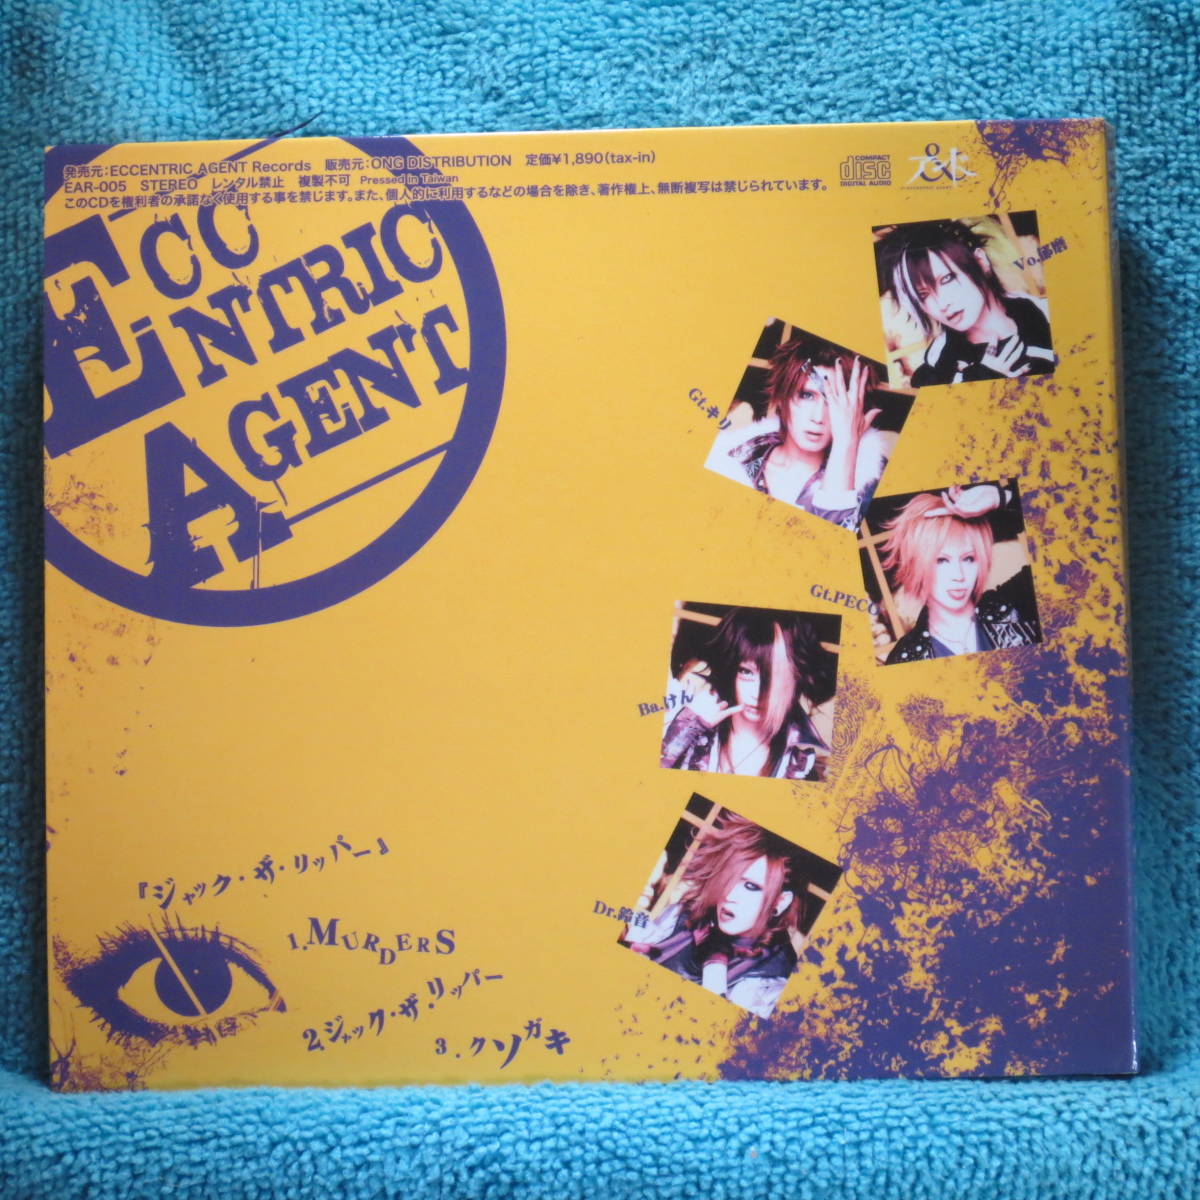 発売元:ECCENTRIC AGENT Records 販売元:ONG DISTRIBUTION 定価¥1,890(tax-in)
EAR-005 STEREO レンタル禁止 複製不可 Pressed in Taiwan
このCDを権利者の承諾なく使用する事を禁じます。また、個人的に利用するなどの場合を除き、著作権上、無断複写は禁じられています。
COMPACT
disc
DIGITAL AUDIO
ECC
ENTRIC
AGENT
Vo.郁磨
Gt.キリ
Gt.PECO
Ba.けん
Dr.鈴音
『ジャック・ザ・リッパー』
1.MURDERS
2.ジャック・ザ・リッパー
3.クソガキ